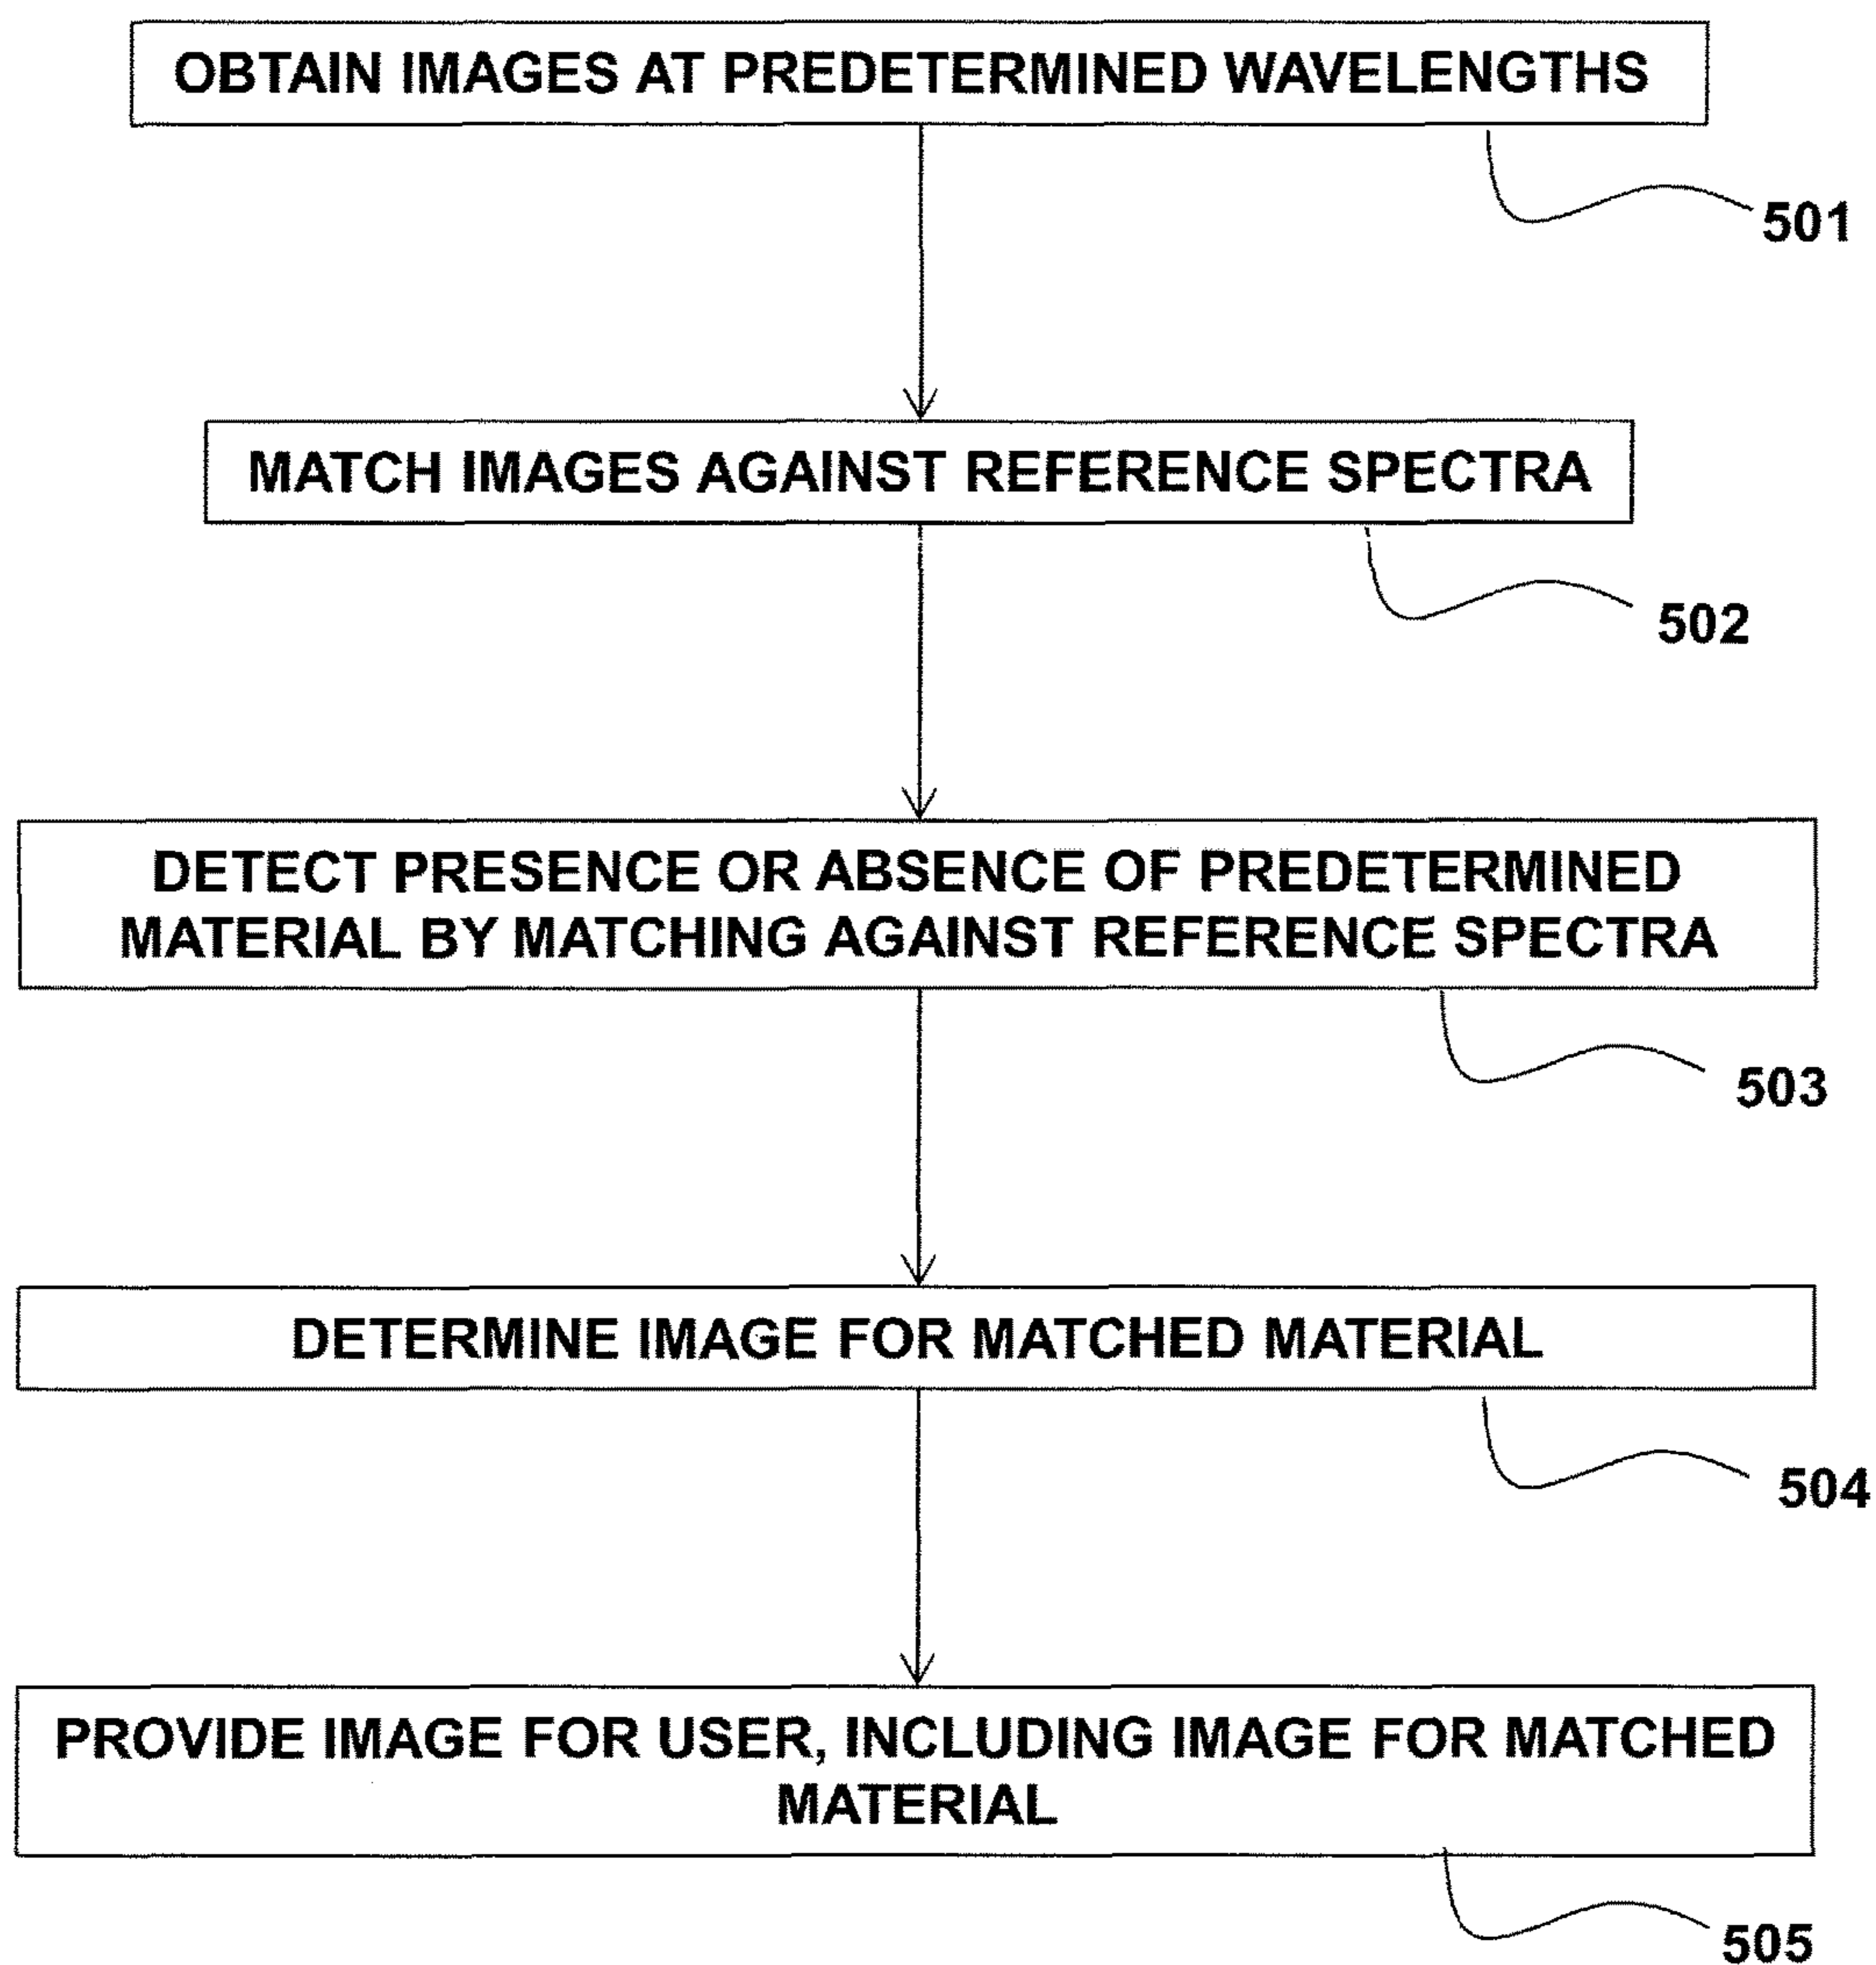 OBTAIN IMAGES AT PREDETERMINED WAVELENGTHS
501
MATCH IMAGES AGAINST REFERENCE SPECTRA
502
DETECT PRESENCE OR ABSENCE OF PREDETERMINED
MATERIAL BY MATCHING AGAINST REFERENCE SPECTRA
503
DETERMINE IMAGE FOR MATCHED MATERIAL
504
PROVIDE IMAGE FOR USER, INCLUDING IMAGE FOR MATCHED
MATERIAL
505